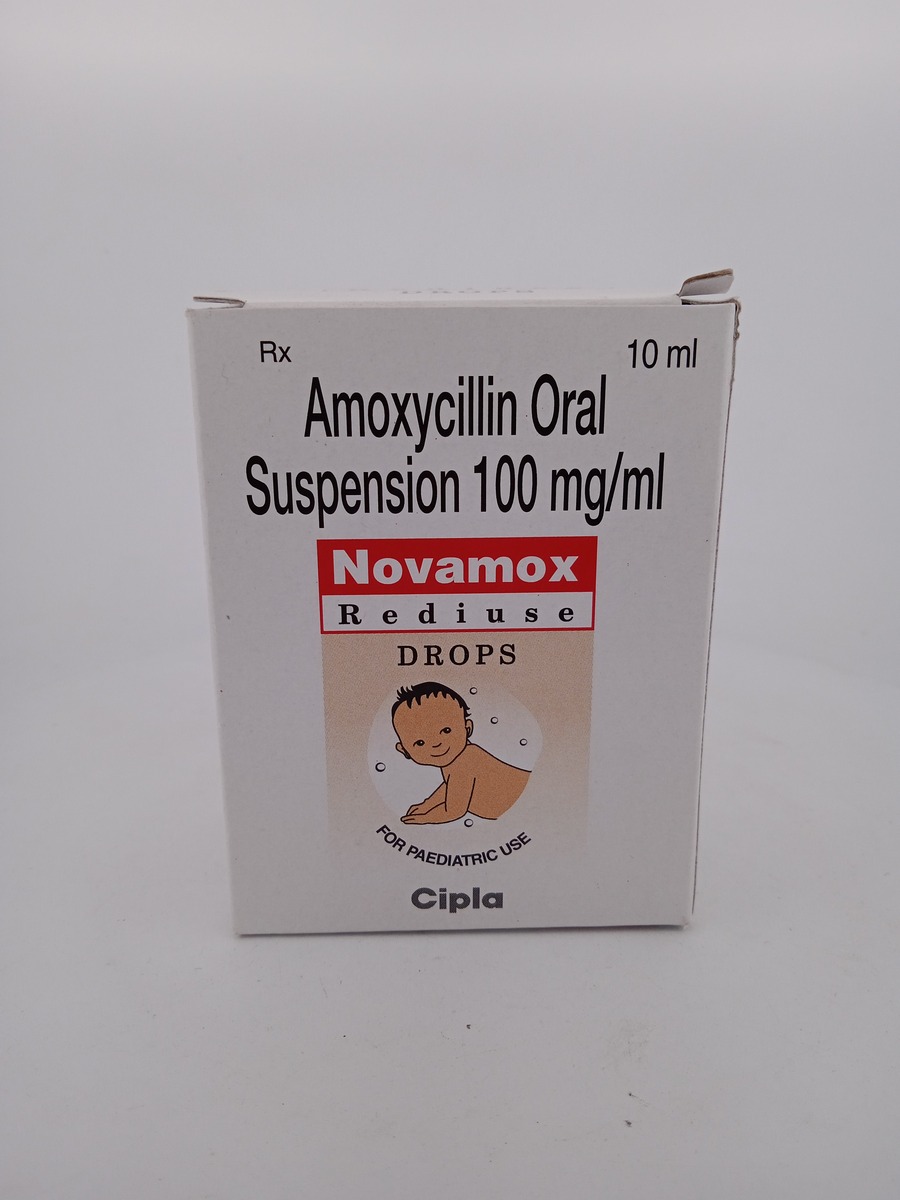 Rx
10 ml
Amoxycillin Oral
Suspension 100 mg/ml
Novamox
Rediuse
DROPS
FOR PAEDIATRIC USE
Cipla